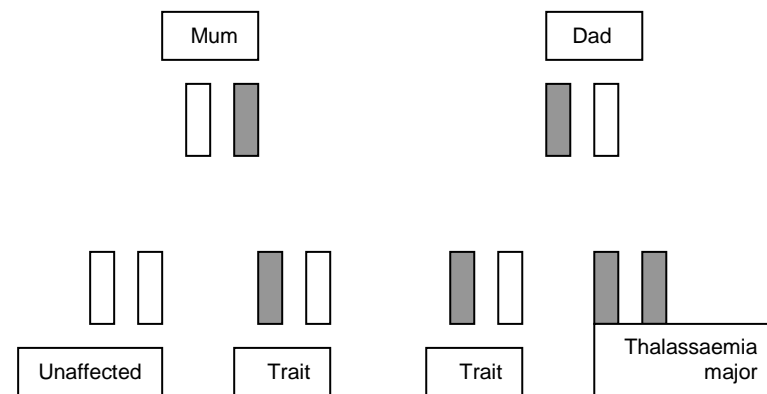 Mum
Dad
Unaffected
Trait
Trait
Thalassaemia
major